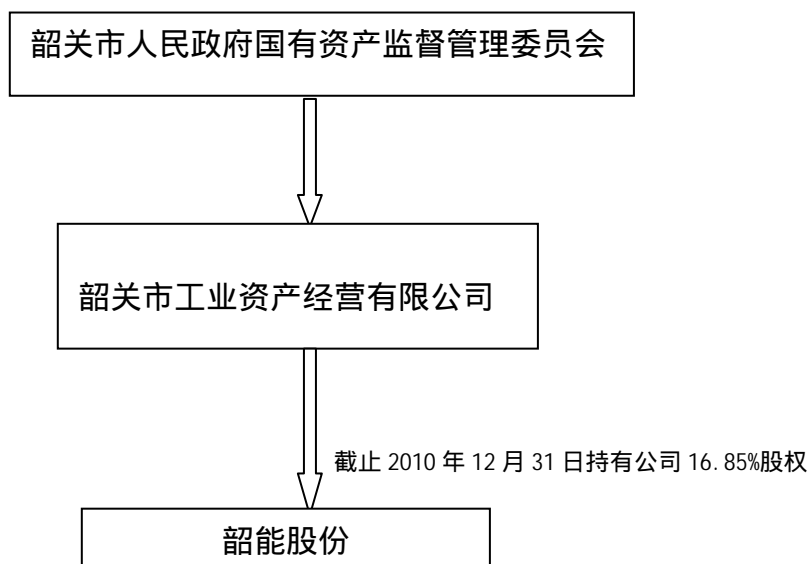 韶关市人民政府国有资产监督管理委员会
韶关市工业资产经营有限公司
截止 2010 年 12 月 31 日持有公司 16.85%股权
韶能股份